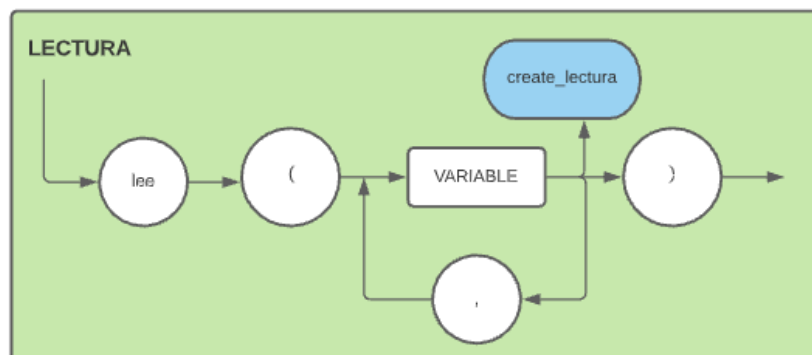 LECTURA
create_lectura
lee
(
VARIABLE
)
,